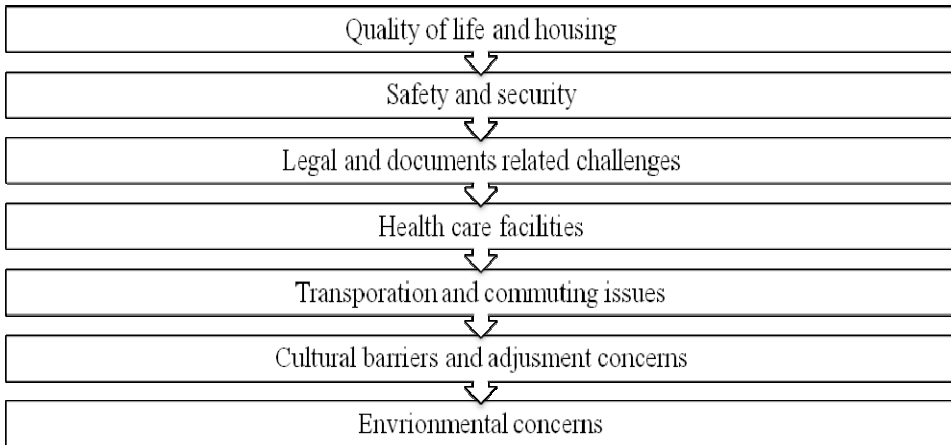 Quality of life and housing
Safety and security
Legal and documents related challenges
Health care facilities
Transporation and commuting issues
Cultural barriers and adjusment concerns
Envrionmental concerns